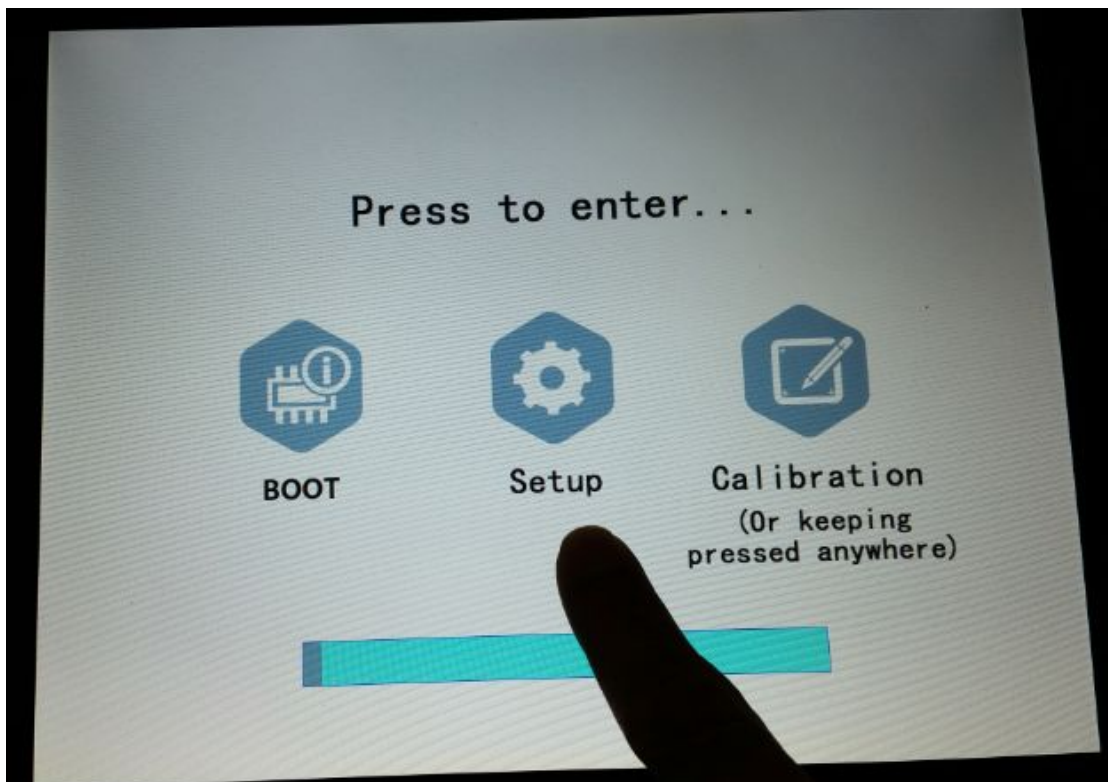 Press to enter...
BOOT
Setup
Calibration
(Or keeping
pressed anywhere)